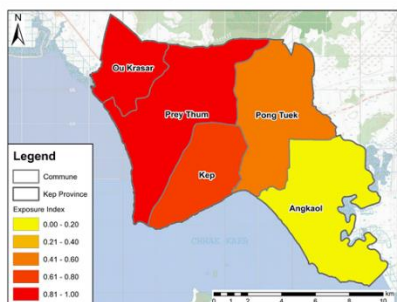 N
Ou Krasar
Prey Thum
Pong Tuek
Kep
Angkaol
Legend
Commune
Kep Province
Exposure Index
0.00 - 0.20
0.21 - 0.40
0.41 - 0.60
0.61 - 0.80
0.81 - 1.00
0 1 2 4 6 8 10
km